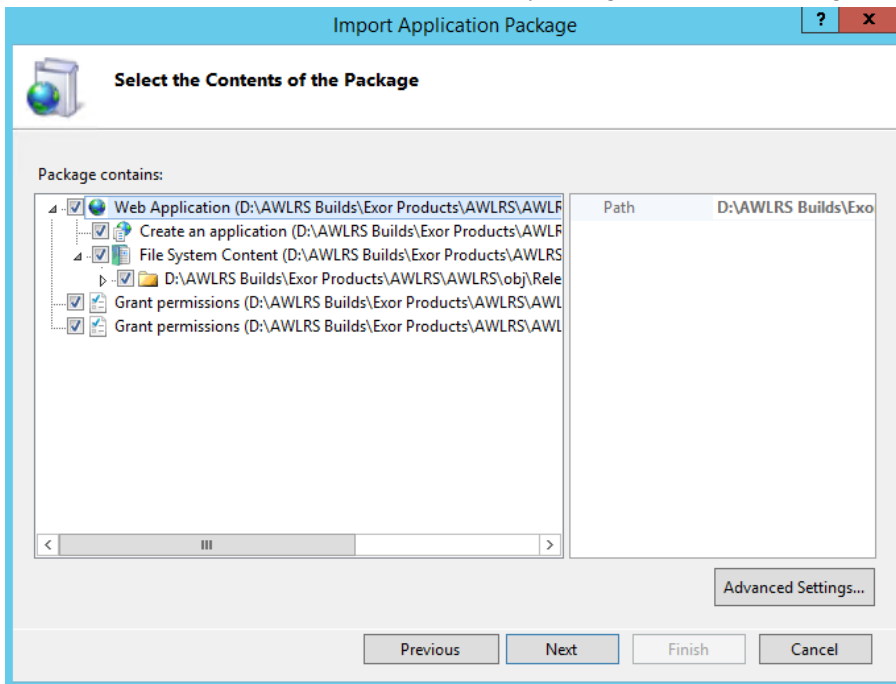 Import Application Package
? x
Select the Contents of the Package
Package contains:
Web Application (D:\AWLRS Builds\Exor Products\AWLRS\AWLR
Create an application (D:\AWLRS Builds\Exor Products\AWLR
File System Content (D:\AWLRS Builds\Exor Products\AWLRS
D:\AWLRS Builds\Exor Products\AWLRS\AWLRS\obj\Rele
Grant permissions (D:\AWLRS Builds\Exor Products\AWLRS\AWL
Grant permissions (D:\AWLRS Builds\Exor Products\AWLRS\AWL
Path D:\AWLRS Builds\Exo
Advanced Settings...
Previous Next Finish Cancel